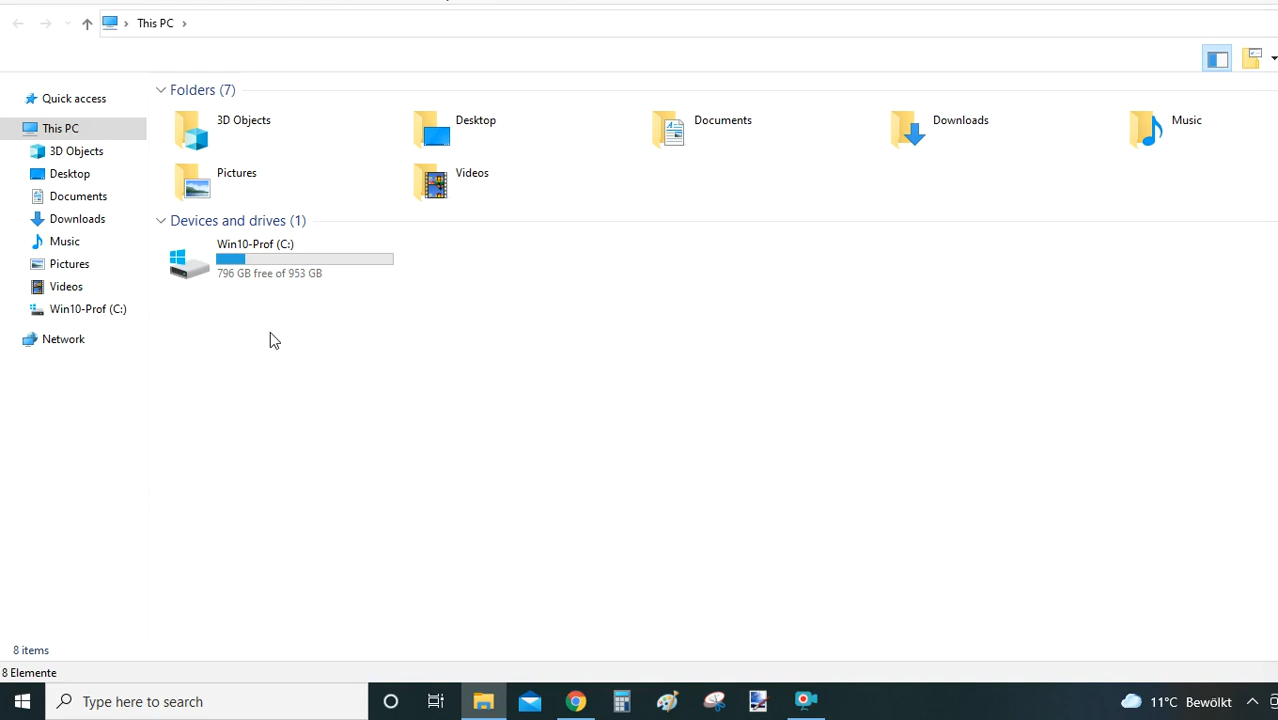 This PC
Quick access
This PC
3D Objects
Desktop
Documents
Downloads
Music
Pictures
Videos
Win10-Prof (C:)
Network
Folders (7)
3D Objects
Desktop
Documents
Downloads
Music
Pictures
Videos
Devices and drives (1)
Win10-Prof (C:)
796 GB free of 953 GB
8 items
8 Elemente
Type here to search
11°C Bewölkt